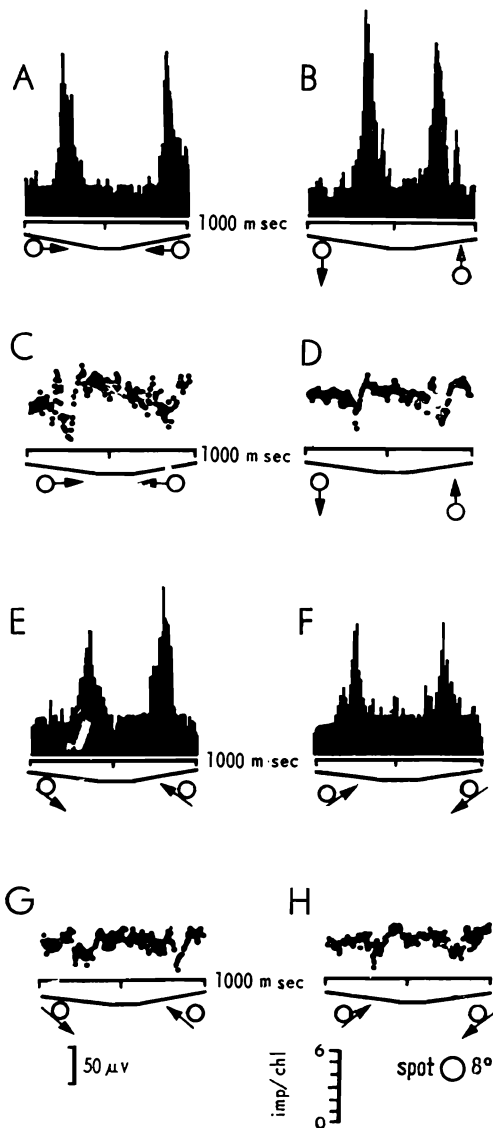 A B
1000 m sec
C D
1000 m sec
E F
1000 m·sec
G H
1000 m sec
50 μv
imp/chl
6
0
spot 8°